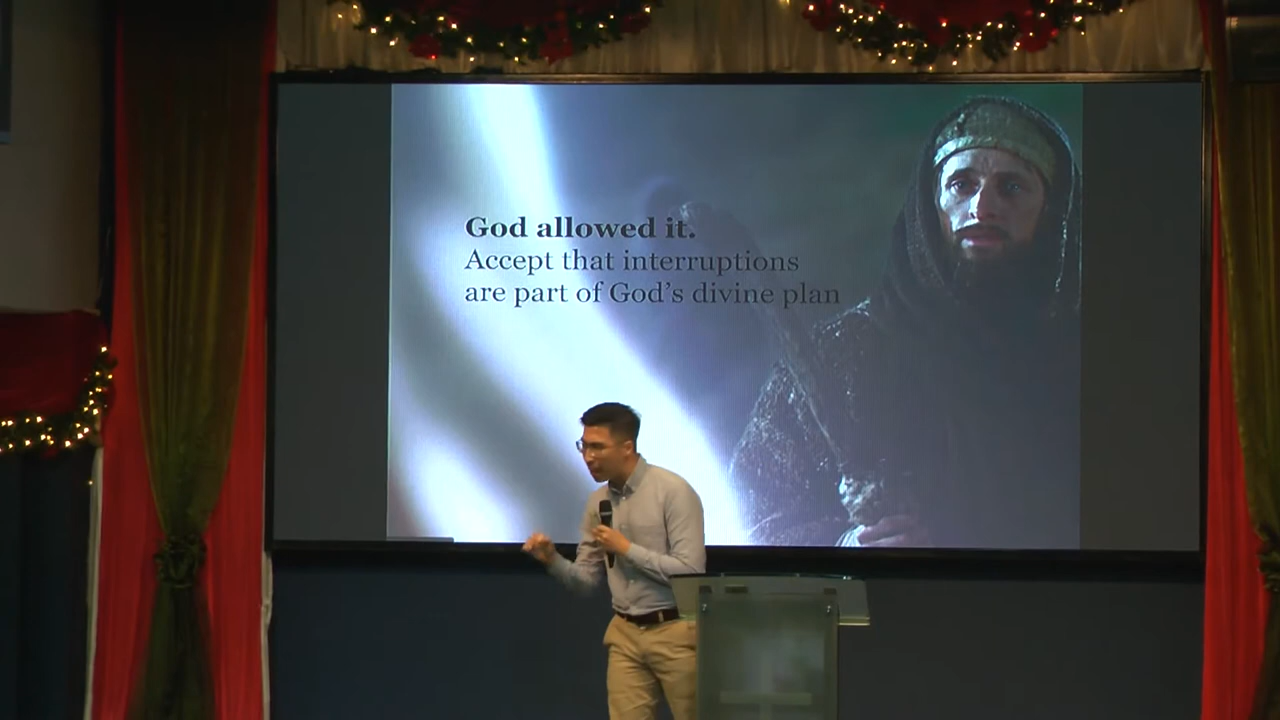 God allowed it.
Accept that interruptions
are part of God's divine plan